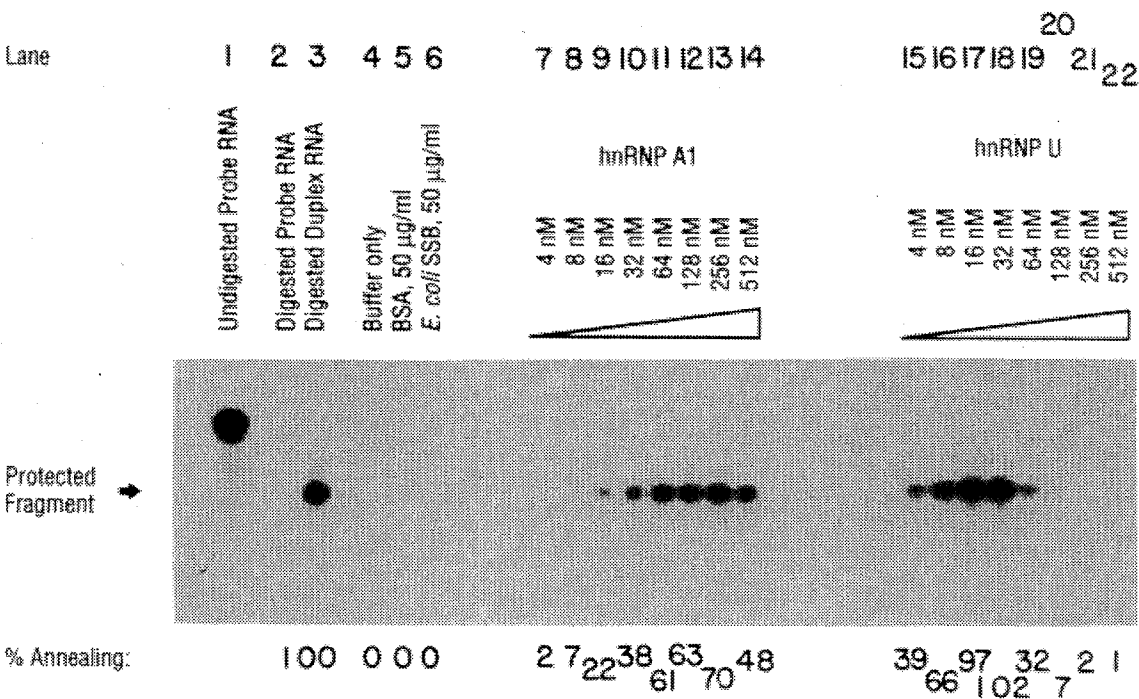 Lane 1 2 3 4 5 6 7 8 9 10 11 12 13 14 15 16 17 18 19 20 21 22
Undigested Probe RNA
Digested Probe RNA
Digested Duplex RNA
Buffer only
BSA, 50 µg/ml
E. coli SSB, 50 µg/ml
hnRNP A1
4 nM
8 nM
16 nM
32 nM
64 nM
128 nM
256 nM
512 nM
hnRNP U
4 nM
8 nM
16 nM
32 nM
64 nM
128 nM
256 nM
512 nM
Protected
Fragment
% Annealing: 100 0 0 0 2 7 22 38 61 63 70 48 39 66 97 102 32 7 2 1